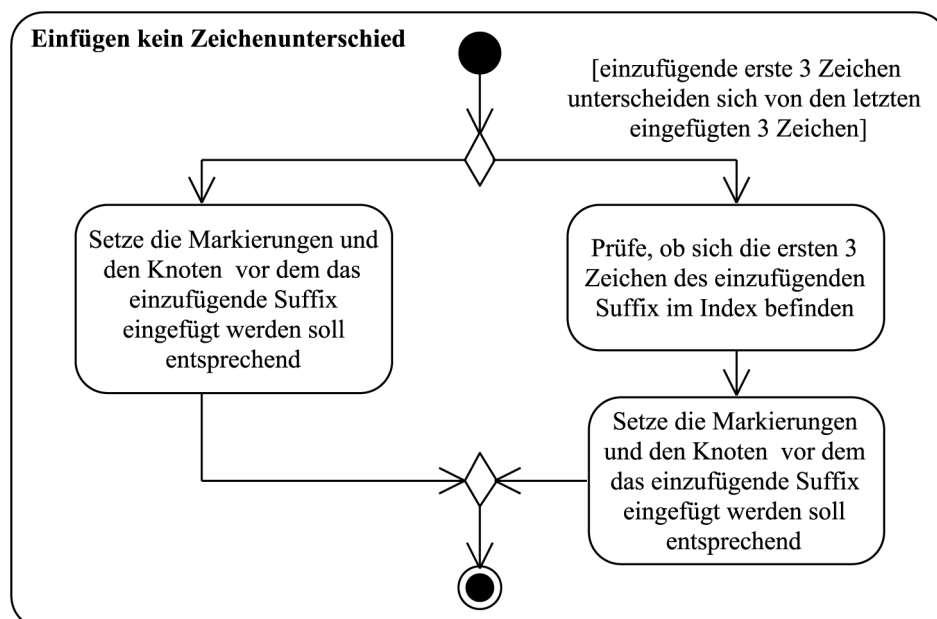 Einfügen kein Zeichenunterschied
[einzufügende erste 3 Zeichen
unterscheiden sich von den letzten
eingefügten 3 Zeichen]
Setze die Markierungen und
den Knoten vor dem das
einzufügende Suffix
eingefügt werden soll
entsprechend
Prüfe, ob sich die ersten 3
Zeichen des einzufügenden
Suffix im Index befinden
Setze die Markierungen
und den Knoten vor dem
das einzufügende Suffix
eingefügt werden soll
entsprechend